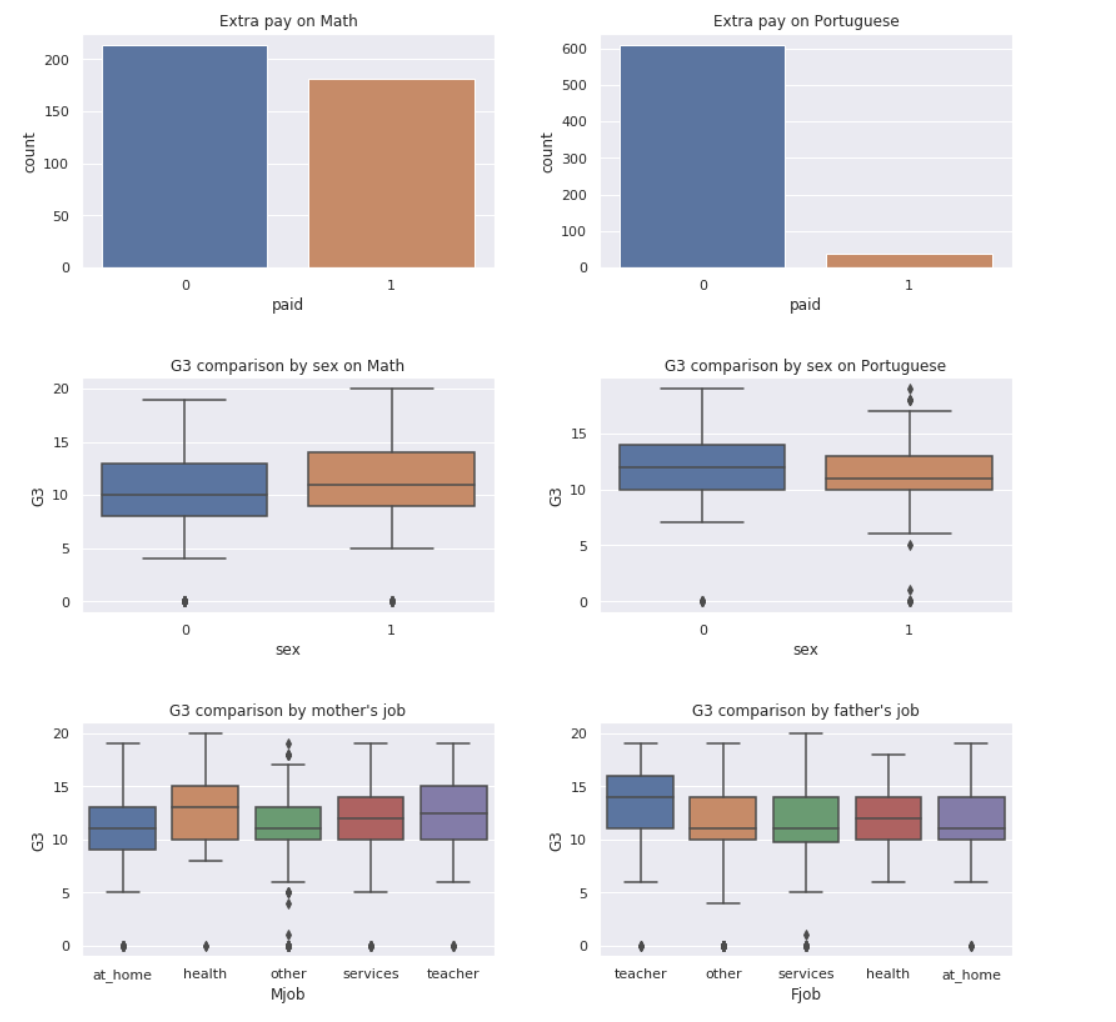 Extra pay on Math
count
200
150
100
50
0
0 1
paid
Extra pay on Portuguese
count
600
500
400
300
200
100
0
0 1
paid
G3 comparison by sex on Math
G3
20
15
10
5
0
0 1
sex
G3 comparison by sex on Portuguese
G3
15
10
5
0
0 1
sex
G3 comparison by mother's job
G3
20
15
10
5
0
at_home health other services teacher
Mjob
G3 comparison by father's job
G3
20
15
10
5
0
teacher other services health at_home
Fjob